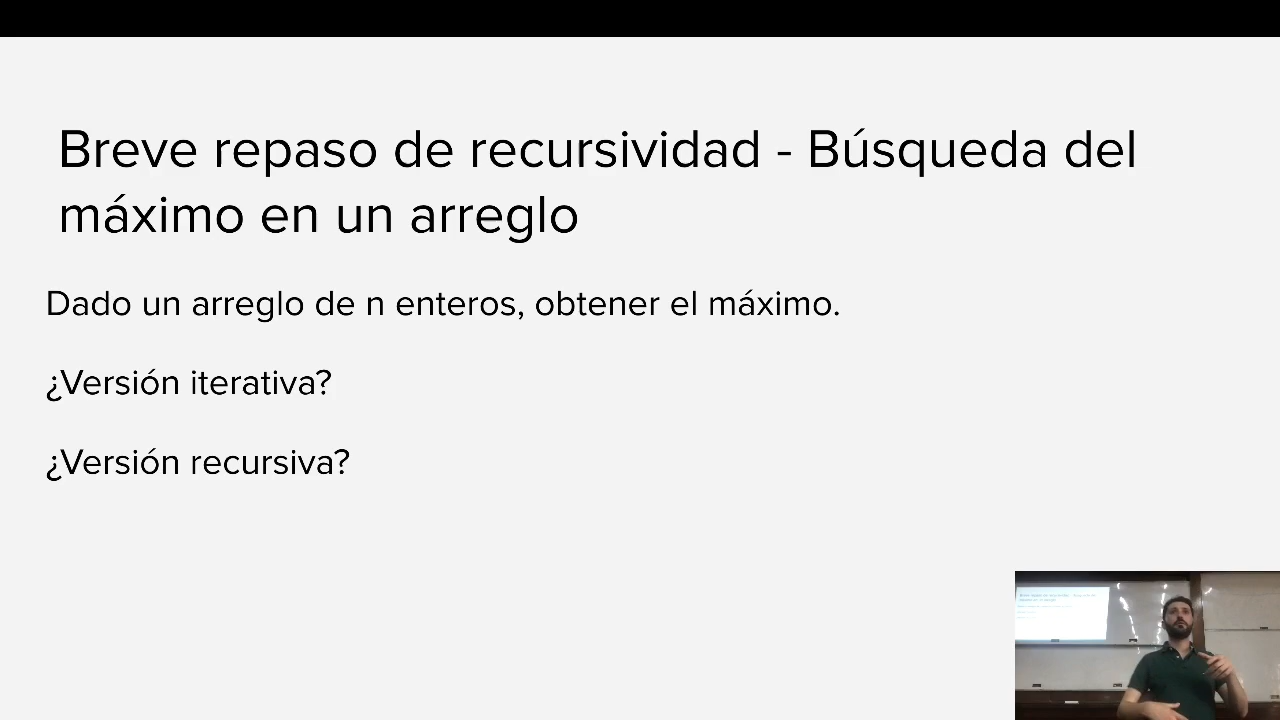 Breve repaso de recursividad - Búsqueda del
máximo en un arreglo
Dado un arreglo de n enteros, obtener el máximo.
¿Versión iterativa?
¿Versión recursiva?